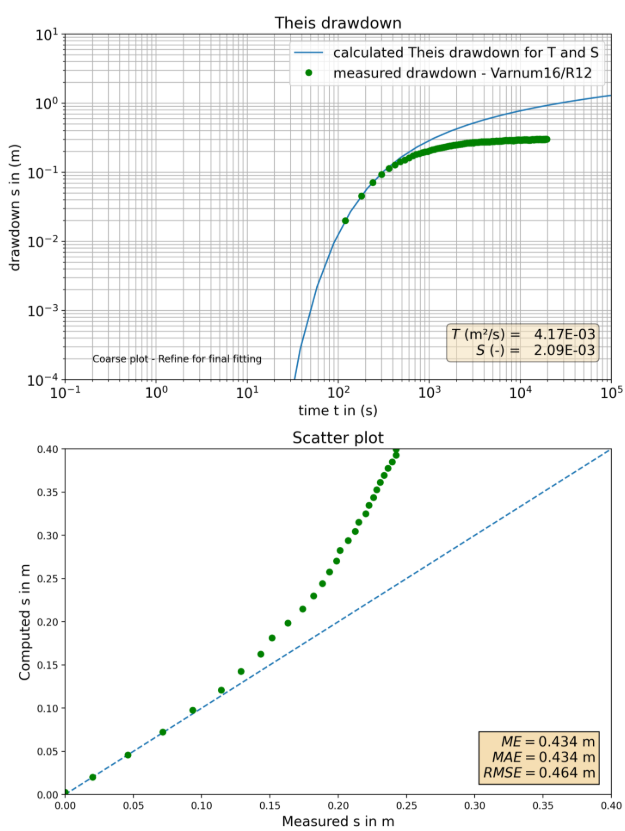 Theis drawdown
10¹
10⁰
10⁻¹
10⁻²
10⁻³
10⁻⁴
drawdown s in (m)
calculated Theis drawdown for T and S
measured drawdown - Varnum16/R12
Coarse plot - Refine for final fitting
T (m²/s) = 4.17E-03
S (-) = 2.09E-03
10⁻¹ 10⁰ 10¹ 10² 10³ 10⁴ 10⁵
time t in (s)
Scatter plot
0.40
0.35
0.30
0.25
0.20
0.15
0.10
0.05
0.00
Computed s in m
ME = 0.434 m
MAE = 0.434 m
RMSE = 0.464 m
0.00 0.05 0.10 0.15 0.20 0.25 0.30 0.35 0.40
Measured s in m